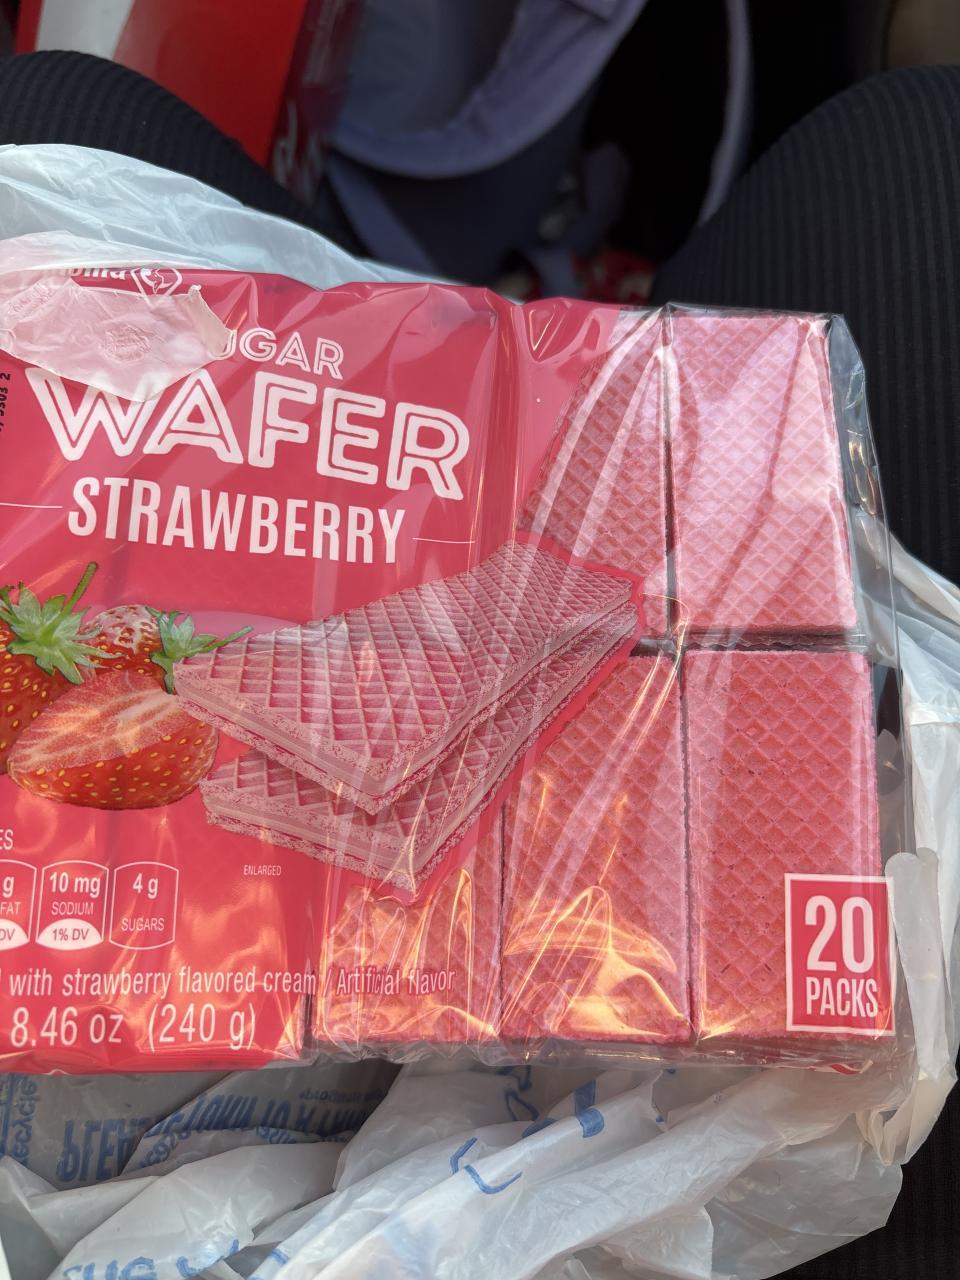 UGAR
WAFER
STRAWBERRY
ENLARGED
ES
g
FAT
DV
10 mg
SODIUM
1% DV
4 g
SUGARS
with strawberry flavored cream / Artificial flavor
8.46 oz (240 g)
20
PACKS